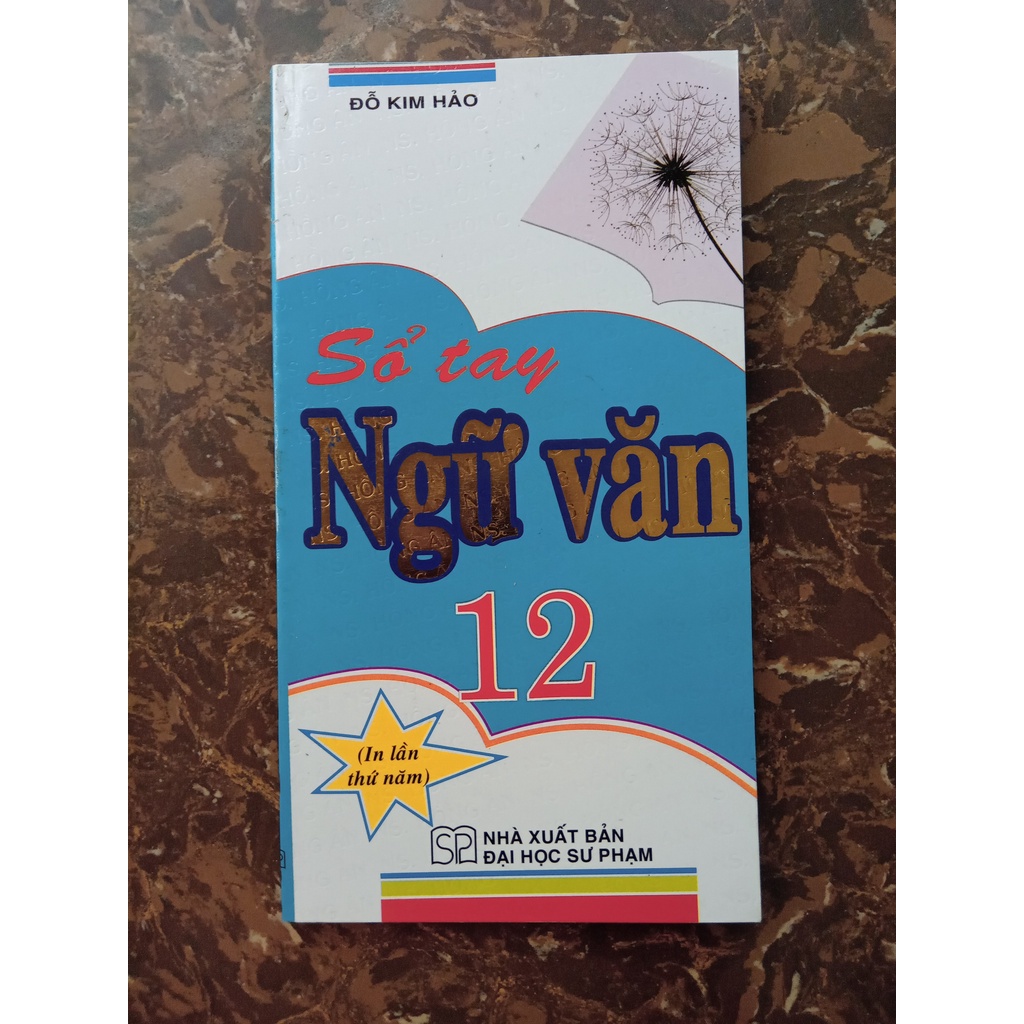 ĐỖ KIM HẢO
Sổ tay
Ngữ văn
12
(In lần
thứ năm)
NHÀ XUẤT BẢN
ĐẠI HỌC SƯ PHẠM